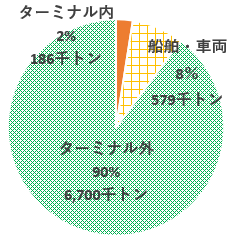 ターミナル内
2%
186千トン
船舶・車両
8%
579千トン
ターミナル外
90%
6,700千トン